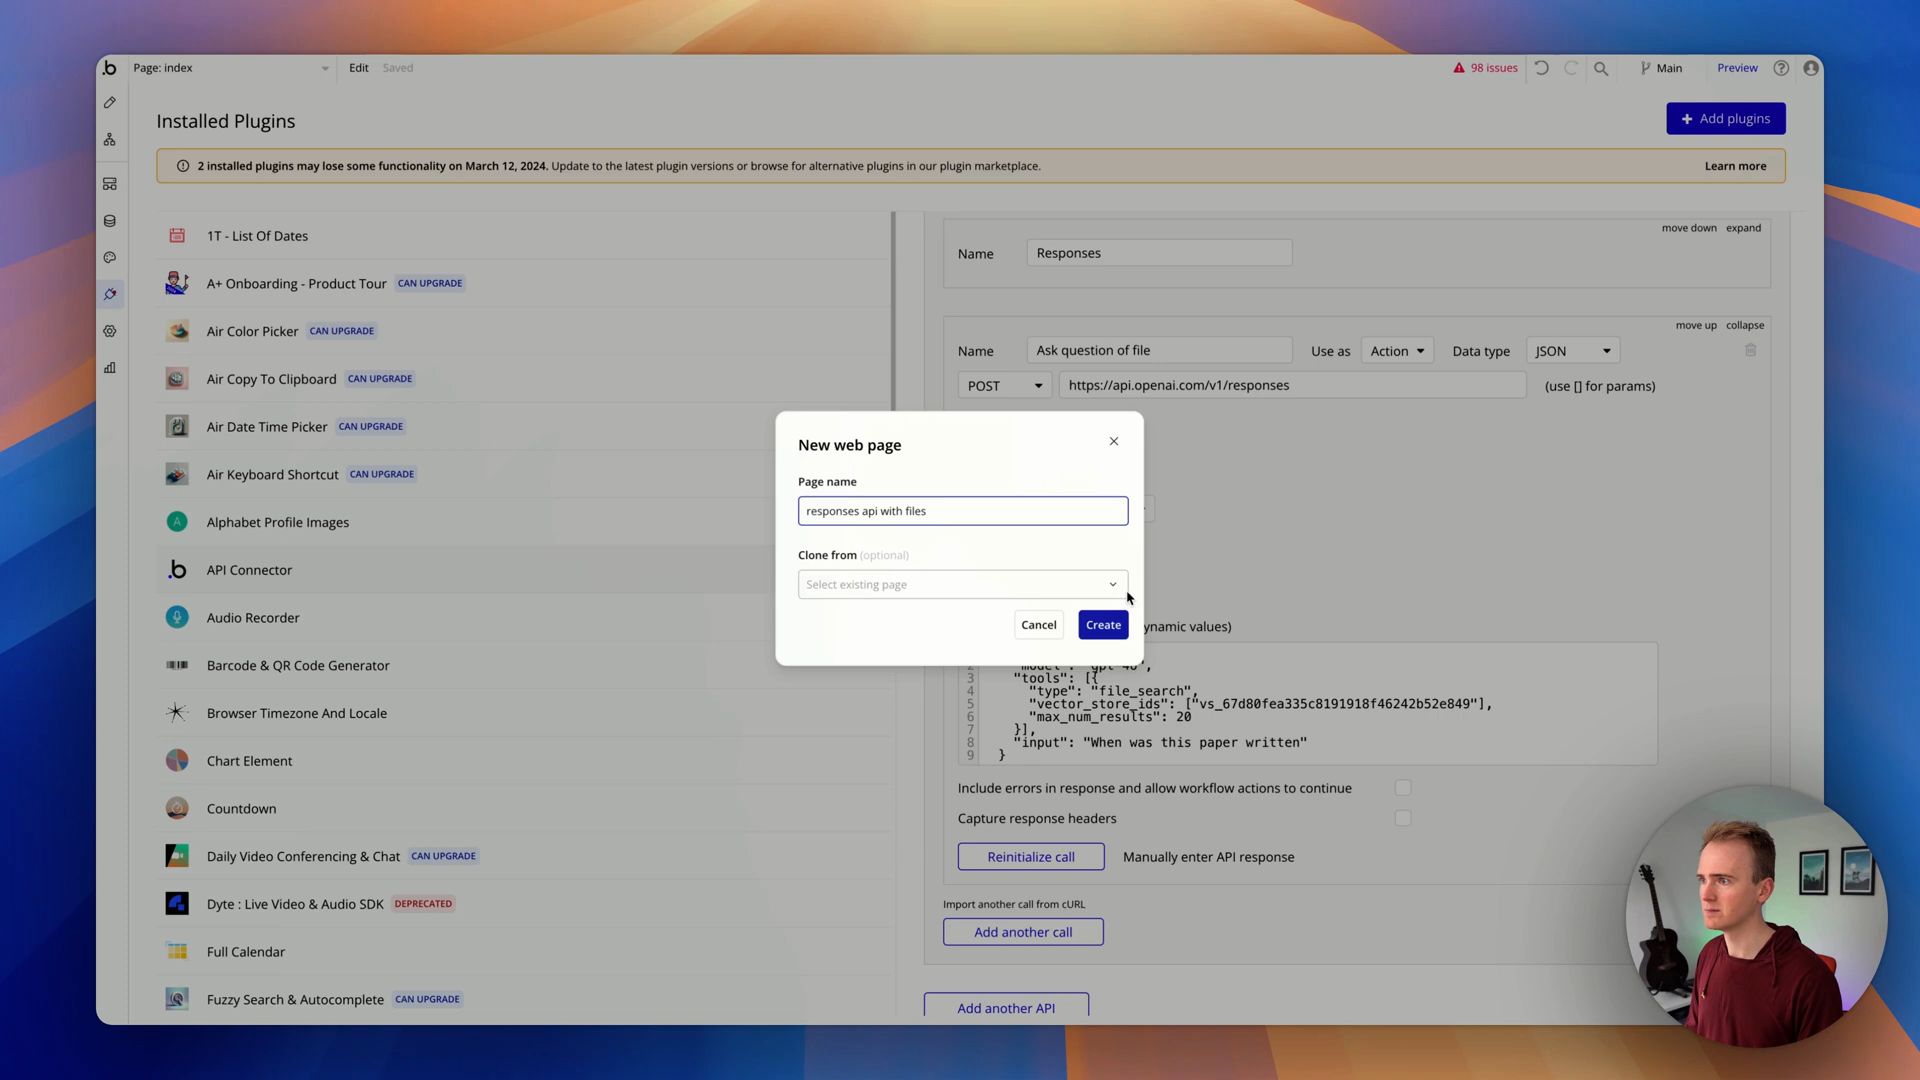 Page: index
Edit
Saved
98 issues
Main
Preview
Installed Plugins
Add plugins
2 installed plugins may lose some functionality on March 12, 2024. Update to the latest plugin versions or browse for alternative plugins in our plugin marketplace.
Learn more
1T - List Of Dates
A+ Onboarding - Product Tour CAN UPGRADE
Air Color Picker CAN UPGRADE
Air Copy To Clipboard CAN UPGRADE
Air Date Time Picker CAN UPGRADE
Air Keyboard Shortcut CAN UPGRADE
Alphabet Profile Images
API Connector
Audio Recorder
Barcode & QR Code Generator
Browser Timezone And Locale
Chart Element
Countdown
Daily Video Conferencing & Chat CAN UPGRADE
Dyte : Live Video & Audio SDK DEPRECATED
Full Calendar
Fuzzy Search & Autocomplete CAN UPGRADE
move down expand
Name Responses
move up collapse
Name Ask question of file Use as Action Data type JSON
POST https://api.openai.com/v1/responses (use [] for params)
New web page
Page name
responses api with files
Clone from (optional)
Select existing page
Cancel
Create
ynamic values)
3 "tools": [{
4 "type": "file_search",
5 "vector_store_ids": ["vs_67d80fea335c8191918f46242b52e849"],
6 "max_num_results": 20
7 }],
8 "input": "When was this paper written"
9 }
Include errors in response and allow workflow actions to continue
Capture response headers
Reinitialize call
Manually enter API response
Import another call from cURL
Add another call
Add another API